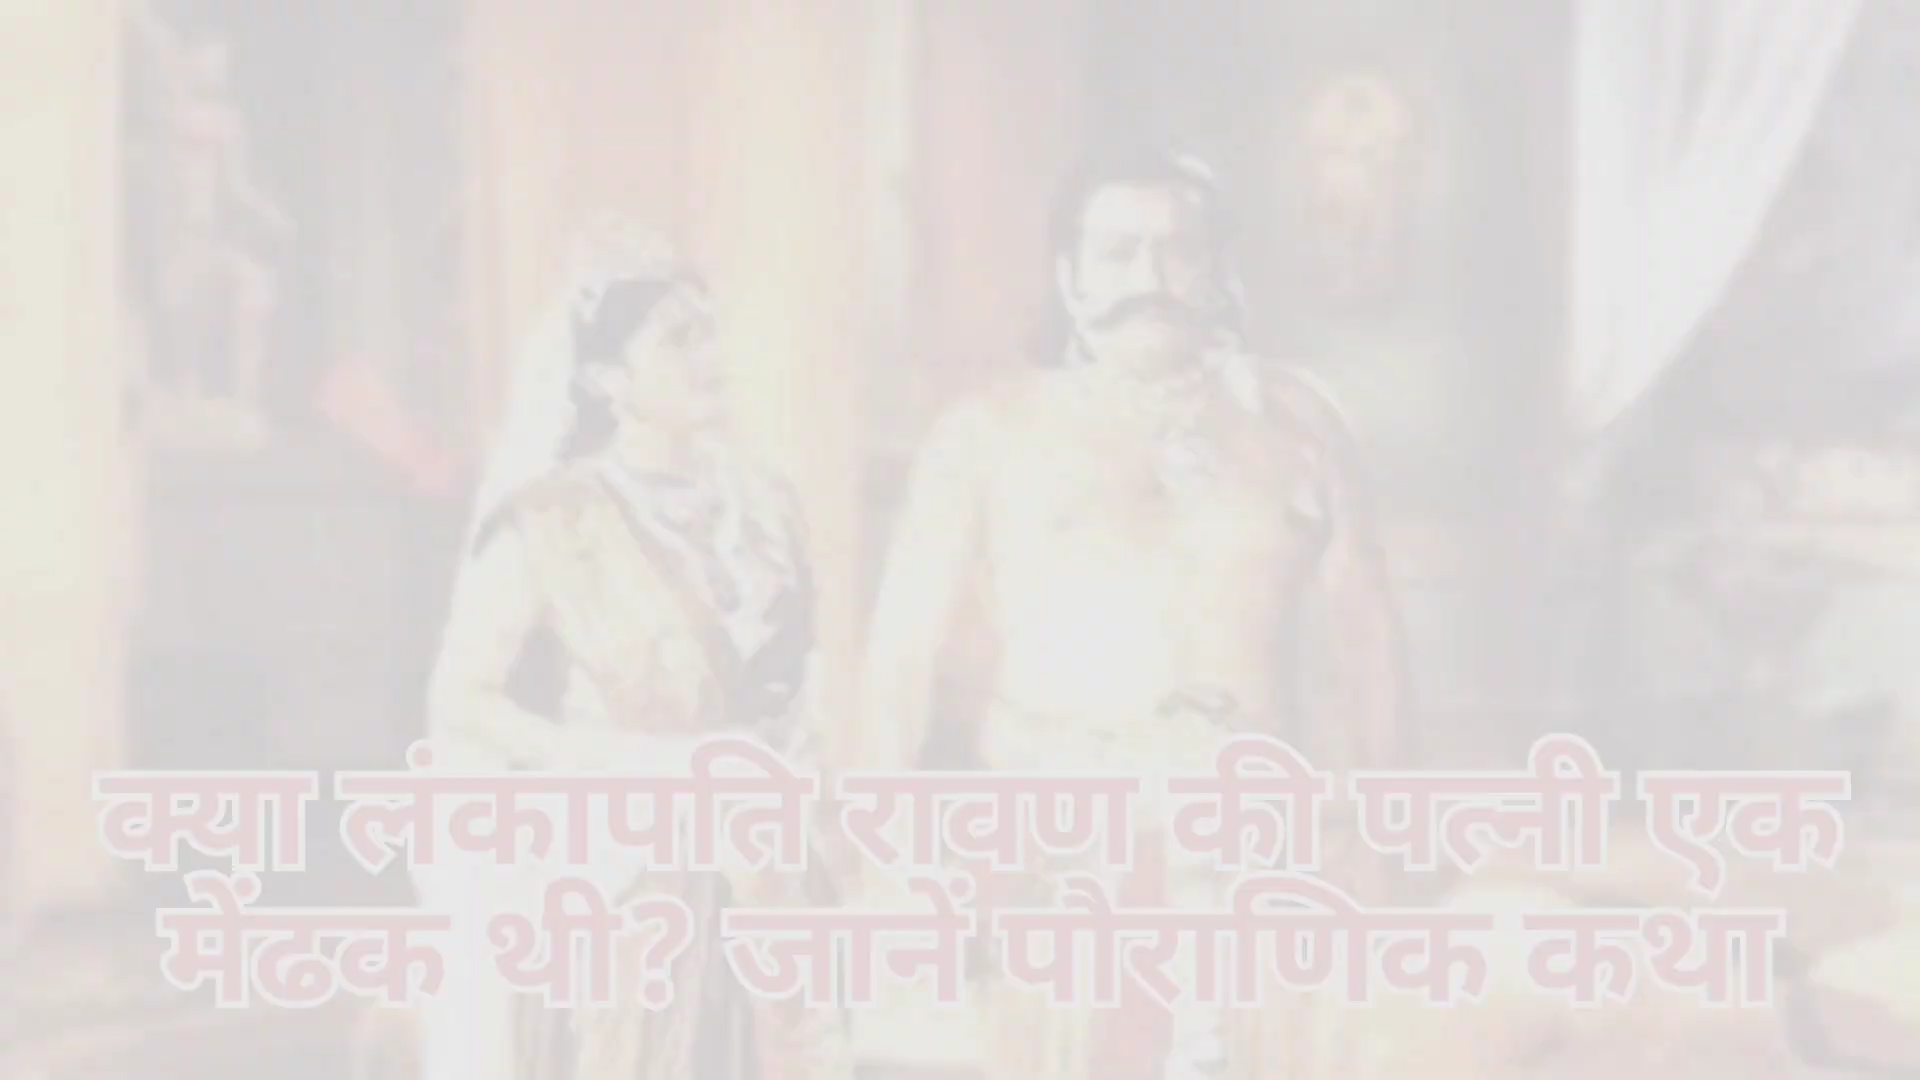 क्या लंकापति रावण की पत्नी एक
मेंढक थी? जानें पौराणिक कथा